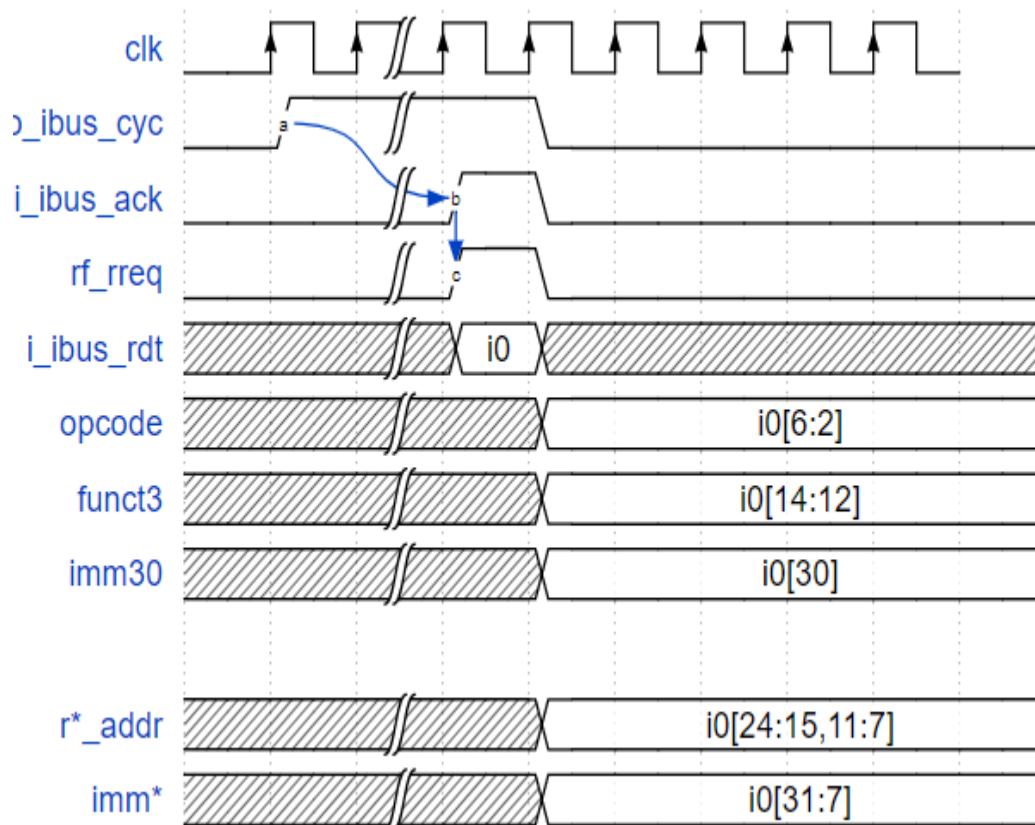 clk
o_ibus_cyc a
i_ibus_ack b
rf_rreq c
i_ibus_rdt i0
opcode i0[6:2]
funct3 i0[14:12]
imm30 i0[30]
r*_addr i0[24:15,11:7]
imm* i0[31:7]